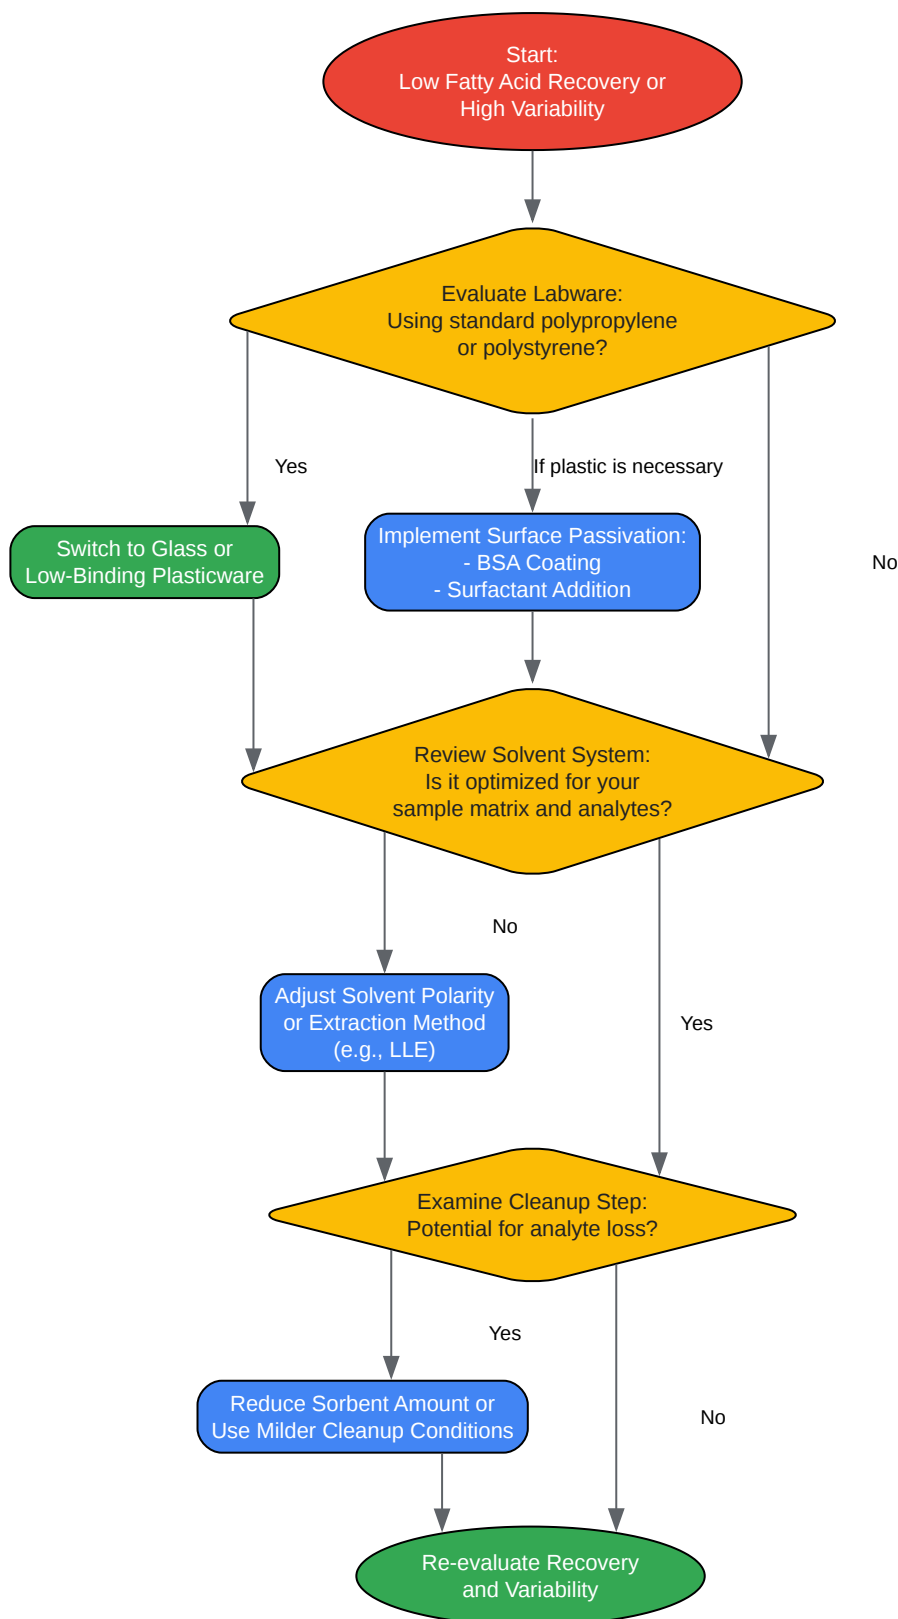 Start:
Low Fatty Acid Recovery or
High Variability
Evaluate Labware:
Using standard polypropylene
or polystyrene?
Yes
If plastic is necessary
No
Switch to Glass or
Low-Binding Plasticware
Implement Surface Passivation:
- BSA Coating
- Surfactant Addition
Review Solvent System:
Is it optimized for your
sample matrix and analytes?
No
Yes
Adjust Solvent Polarity
or Extraction Method
(e.g., LLE)
Examine Cleanup Step:
Potential for analyte loss?
Yes
No
Reduce Sorbent Amount or
Use Milder Cleanup Conditions
Re-evaluate Recovery
and Variability